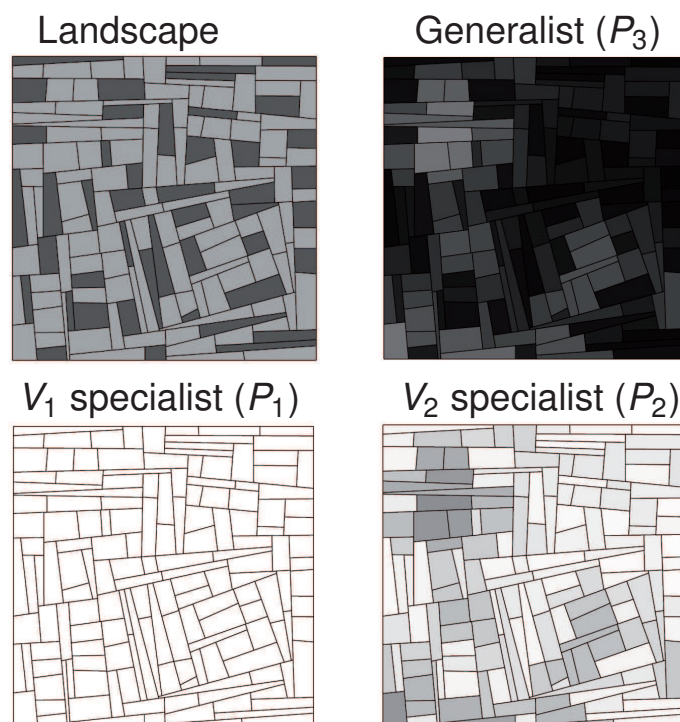 Landscape
Generalist (P₃)
V₁ specialist (P₁)
V₂ specialist (P₂)